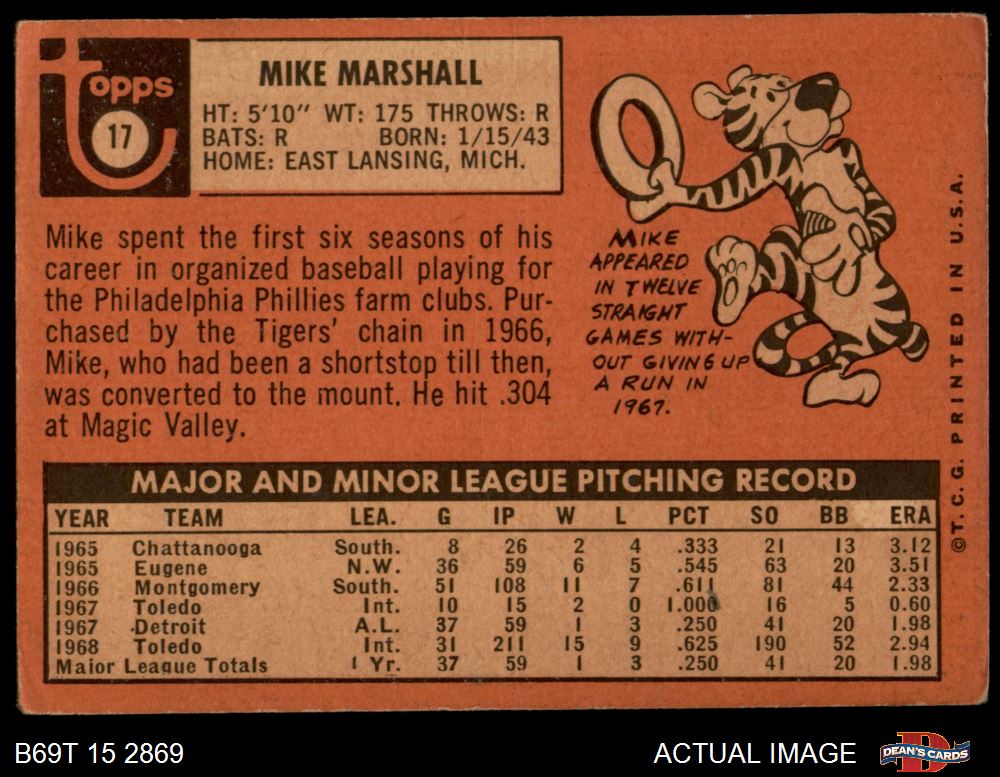 Topps
17
MIKE MARSHALL
HT: 5'10" WT: 175 THROWS: R
BATS: R BORN: 1/15/43
HOME: EAST LANSING, MICH.
Mike spent the first six seasons of his
career in organized baseball playing for
the Philadelphia Phillies farm clubs. Pur-
chased by the Tigers' chain in 1966,
Mike, who had been a shortstop till then,
was converted to the mount. He hit .304
at Magic Valley.
MIKE
APPEARED
IN TWELVE
STRAIGHT
GAMES WITH-
OUT GIVING UP
A RUN IN
1967.
MAJOR AND MINOR LEAGUE PITCHING RECORD
YEAR TEAM LEA. G IP W L PCT SO BB ERA
1965 Chattanooga South. 8 26 2 4 .333 21 13 3.12
1965 Eugene N.W. 36 59 6 5 .545 63 20 3.51
1966 Montgomery South. 51 108 11 7 .611 81 44 2.33
1967 Toledo Int. 10 15 2 0 1.000 16 5 0.60
1967 Detroit A.L. 37 59 1 3 .250 41 20 1.98
1968 Toledo Int. 31 211 15 9 .625 190 52 2.94
Major League Totals 1 Yr. 37 59 1 3 .250 41 20 1.98
©T. C. G. PRINTED IN U.S.A.
B69T 15 2869
ACTUAL IMAGE
D
DEAN'S CARDS